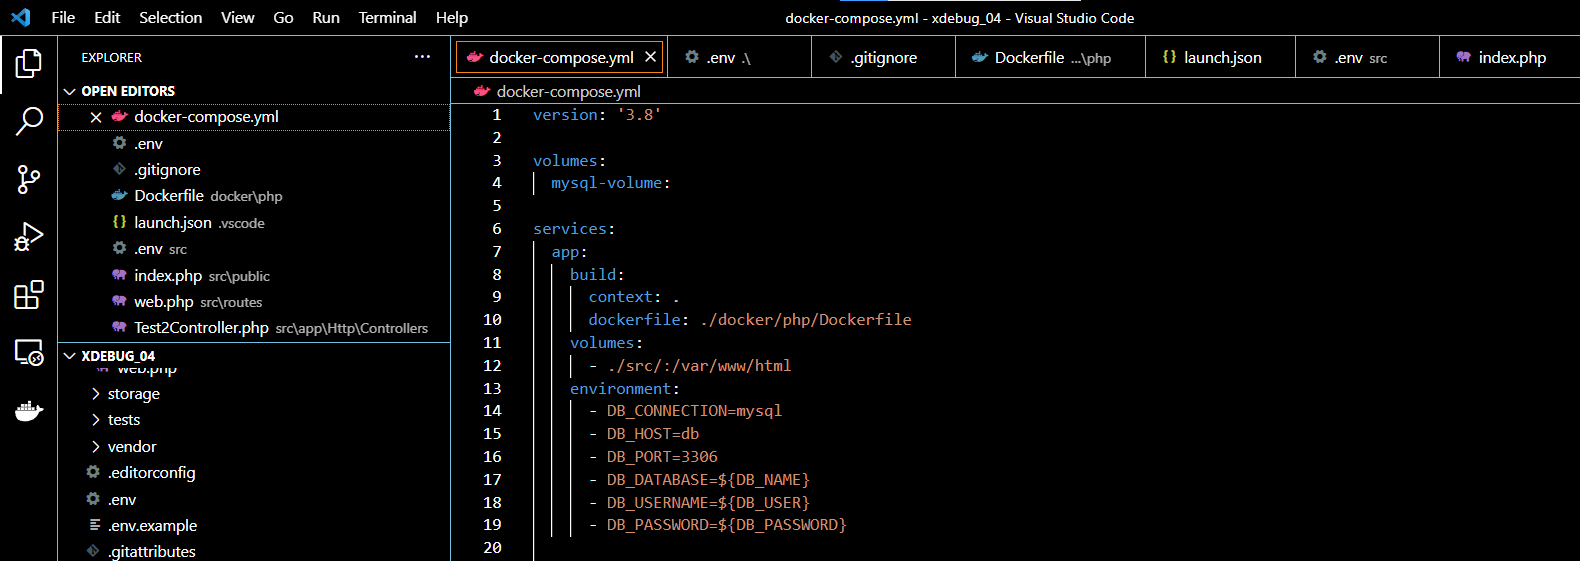 File Edit Selection View Go Run Terminal Help
docker-compose.yml - xdebug_04 - Visual Studio Code
EXPLORER
OPEN EDITORS
docker-compose.yml
.env
.gitignore
Dockerfile docker\php
launch.json .vscode
.env src
index.php src\public
web.php src\routes
Test2Controller.php src\app\Http\Controllers
XDEBUG_04
web.php
storage
tests
vendor
.editorconfig
.env
.env.example
.gitattributes
docker-compose.yml .env .\ .gitignore Dockerfile ...\php launch.json .env src index.php
docker-compose.yml
1 version: '3.8'
2
3 volumes:
4 mysql-volume:
5
6 services:
7 app:
8 build:
9 context: .
10 dockerfile: ./docker/php/Dockerfile
11 volumes:
12 - ./src/:/var/www/html
13 environment:
14 - DB_CONNECTION=mysql
15 - DB_HOST=db
16 - DB_PORT=3306
17 - DB_DATABASE=${DB_NAME}
18 - DB_USERNAME=${DB_USER}
19 - DB_PASSWORD=${DB_PASSWORD}
20